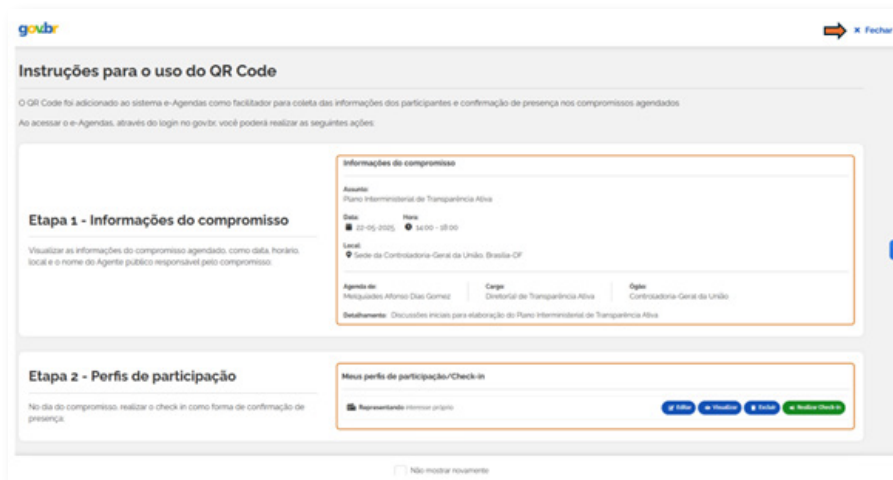 gov.br
× Fechar
Instruções para o uso do QR Code
O QR Code foi adicionado ao sistema e-Agendas como facilitador para coleta das informações dos participantes e confirmação de presença nos compromissos agendados
Ao acessar o e-Agendas, através do login no gov.br, você poderá realizar as seguintes ações:
Etapa 1 - Informações do compromisso
Visualizar as informações do compromisso agendado, como data, horário,
local e o nome do Agente público responsável pelo compromisso:
Informações do compromisso
Assunto:
Plano Interministerial de Transparência Ativa
Data: Hora:
22-05-2025 14:00 - 18:00
Local:
Sede da Controladoria-Geral da União, Brasília-DF
Agenda de: Cargo: Órgão:
Melquiades Afonso Dias Gomez Diretor(a) de Transparência Ativa Controladoria-Geral da União
Detalhamento: Discussões iniciais para elaboração do Plano Interministerial de Transparência Ativa
Etapa 2 - Perfis de participação
No dia do compromisso, realizar o check in como forma de confirmação de
presença:
Meus perfis de participação/Check-in
Representando interesse próprio
Editar Visualizar Excluir Realizar Check-in
Não mostrar novamente